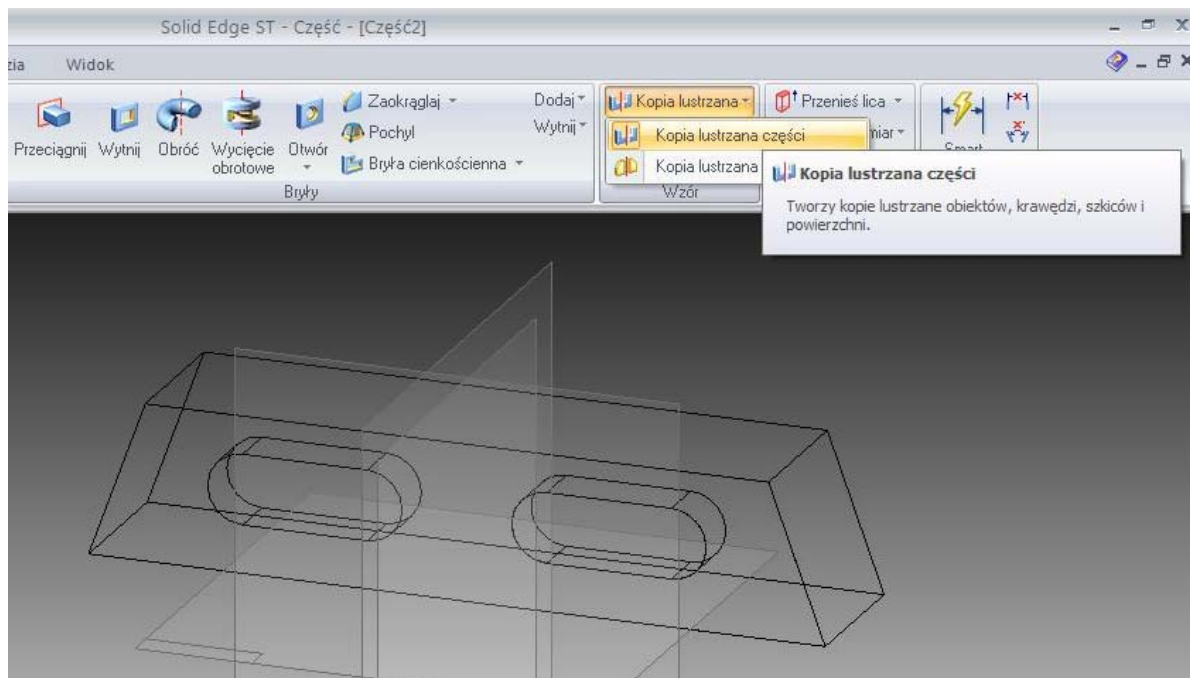 Solid Edge ST - Część - [Część2]
zia Widok
Zaokrąglaj Dodaj Kopia lustrzana Przenieś lica
Przeciągnij Wytnij Obróć Wycięcie obrotowe Otwór Pochyl Wytnij Kopia lustrzana części miar
Bryła cienkościenna Kopia lustrzana Smart
Bryły Wzór
Kopia lustrzana części
Tworzy kopie lustrzane obiektów, krawędzi, szkiców i
powierzchni.